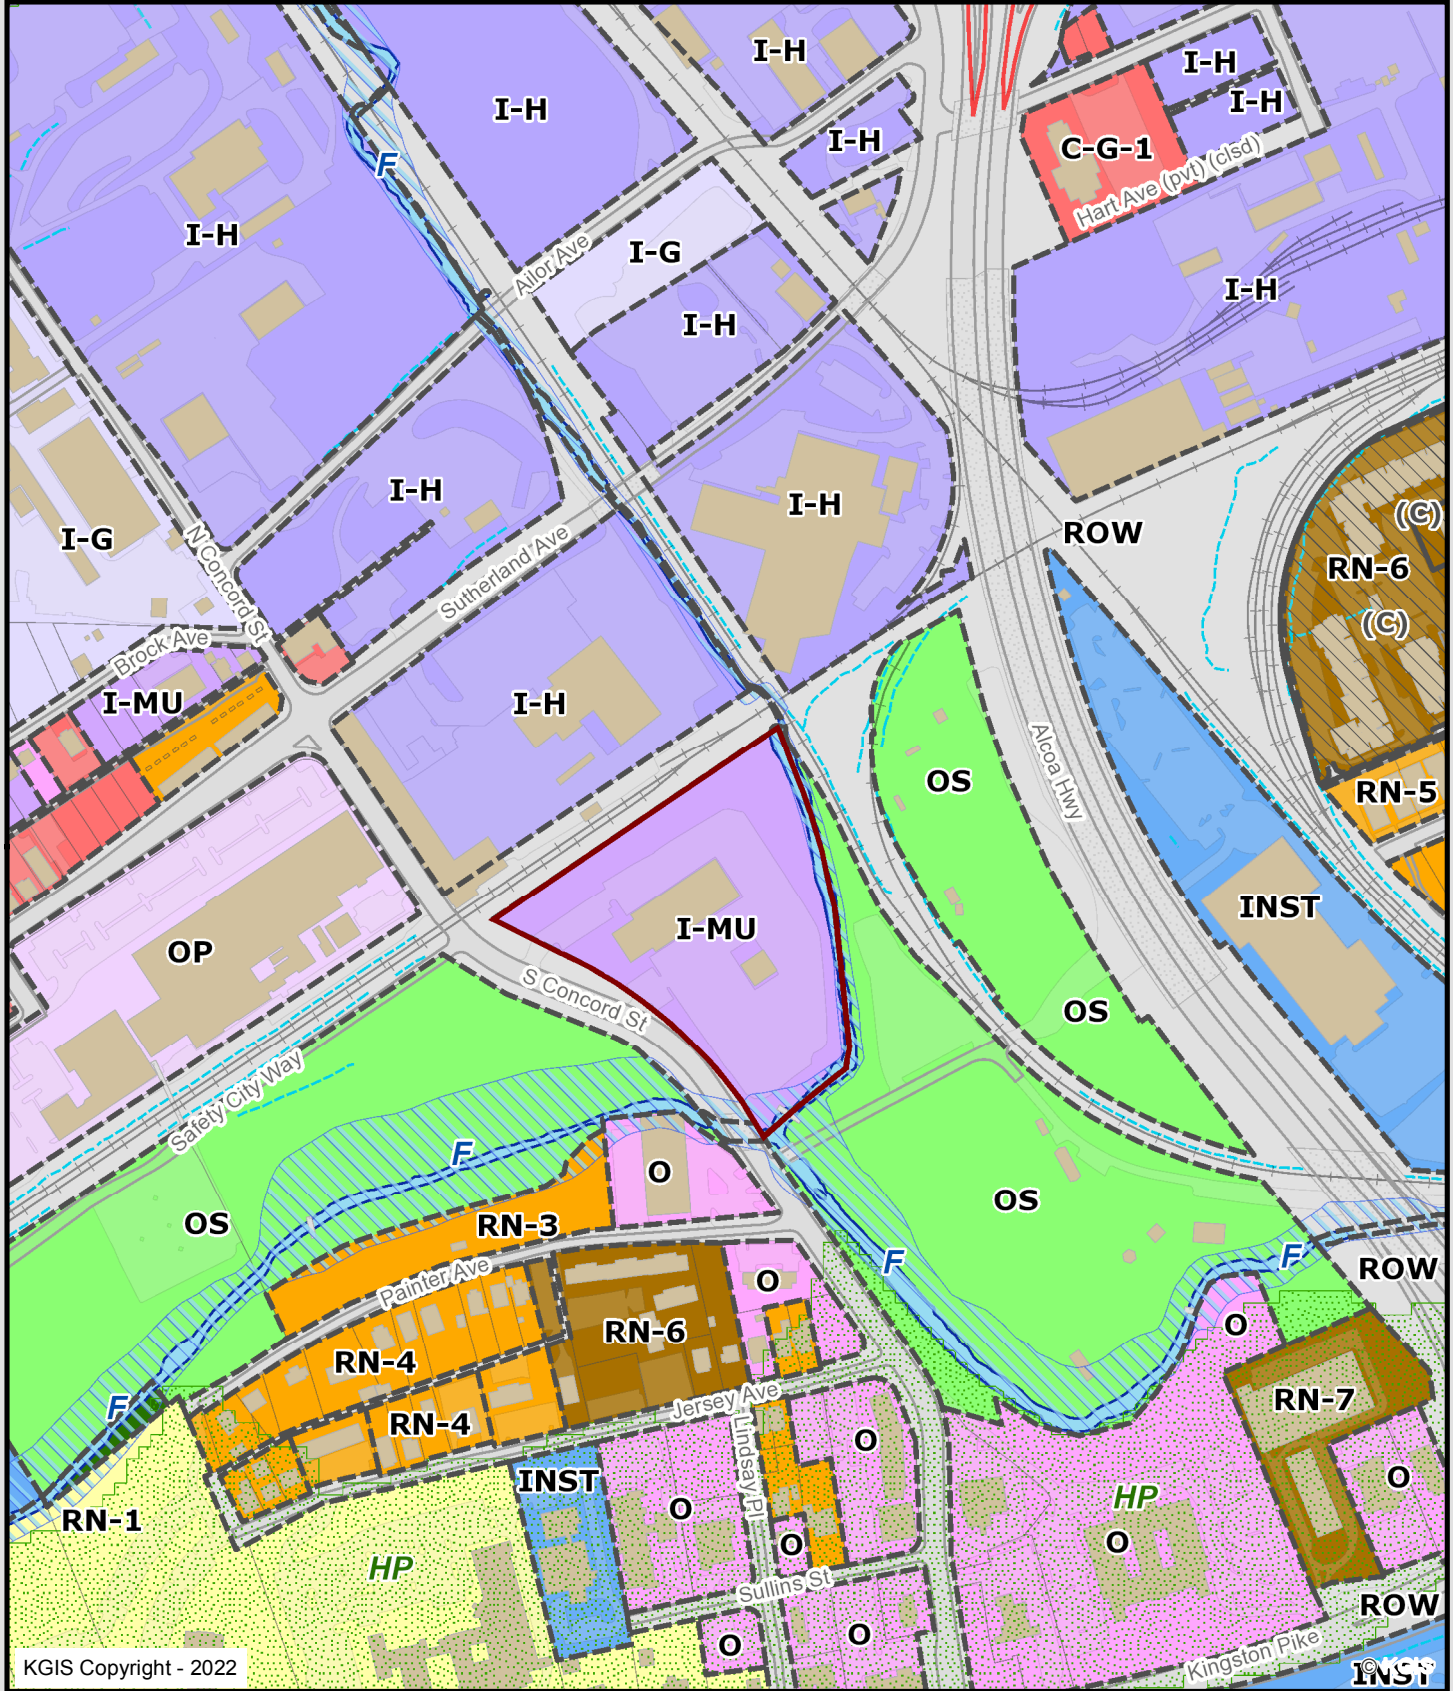 I-H
I-H
I-H
I-H
C-G-1
I-H
F
Hart Ave (pvt) (clsd)
I-H
I-G
Ailor Ave
I-H
I-H
I-H
I-H
(C)
ROW
I-G
N Concord St
Sutherland Ave
RN-6
(C)
Brock Ave
I-MU
I-H
Alcoa Hwy
OS
RN-5
INST
I-MU
OP
S Concord St
OS
Safety City Way
F
O
OS
OS
RN-3
F
F
ROW
Painter Ave
O
RN-6
O
RN-4
RN-7
F
Jersey Ave
RN-4
Lindsay Pl
O
O
INST
HP
O
RN-1
O
O
HP
Sullins St
ROW
O
O
Kingston Pike
KGIS Copyright - 2022
© KGIS
INST